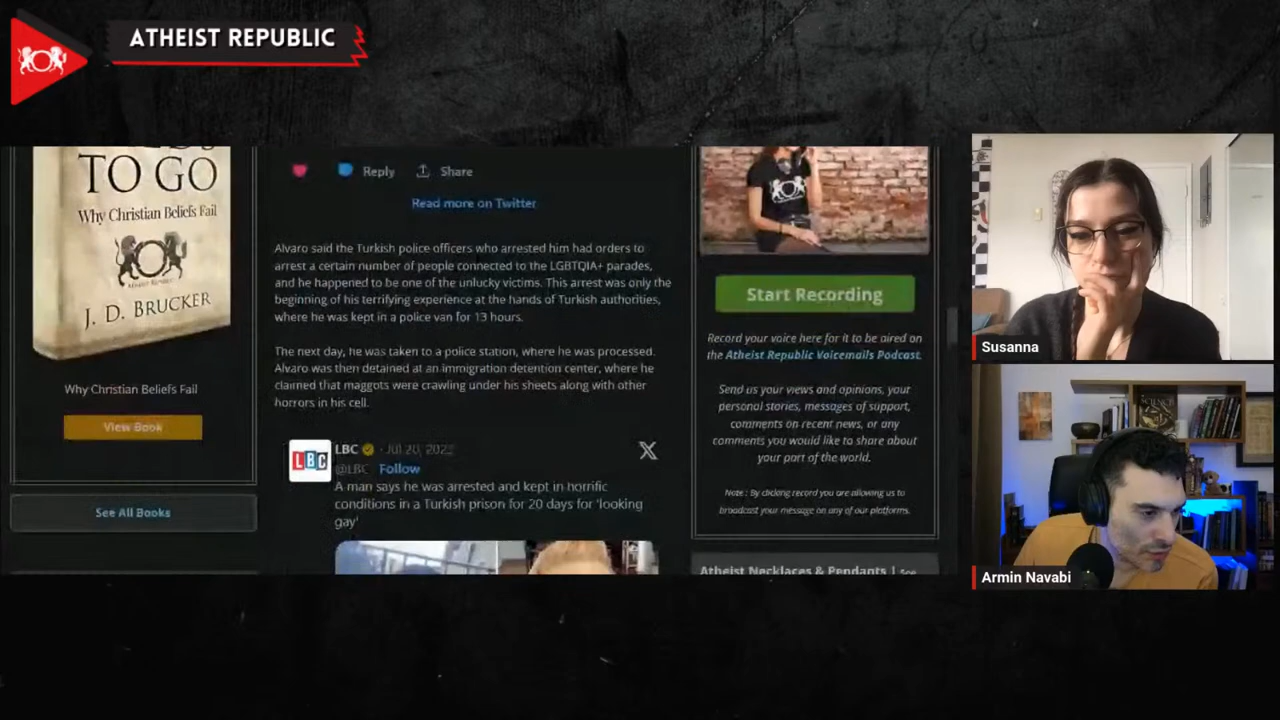 ATHEIST REPUBLIC
TO GO
Why Christian Beliefs Fail
J. D. BRUCKER
Why Christian Beliefs Fail
View Book
See All Books
Reply
Share
Read more on Twitter
Alvaro said the Turkish police officers who arrested him had orders to
arrest a certain number of people connected to the LGBTQIA+ parades,
and he happened to be one of the unlucky victims. This arrest was only the
beginning of his terrifying experience at the hands of Turkish authorities,
where he was kept in a police van for 13 hours.
The next day, he was taken to a police station, where he was processed.
Alvaro was then detained at an immigration detention center, where he
claimed that maggots were crawling under his sheets along with other
horrors in his cell.
LBC
LBC · Jul 20, 2023
@LBC Follow
A man says he was arrested and kept in horrific
conditions in a Turkish prison for 20 days for 'looking
gay'
Start Recording
Record your voice here for it to be aired on
the Atheist Republic Voicemails Podcast.
Send us your views and opinions, your
personal stories, messages of support,
comments on recent news, or any
comments you would like to share about
your part of the world.
Note : By clicking record you are allowing us to
broadcast your message on any of our platforms.
Atheist Necklaces & Pendants | See
Susanna
SCIENCE
Armin Navabi